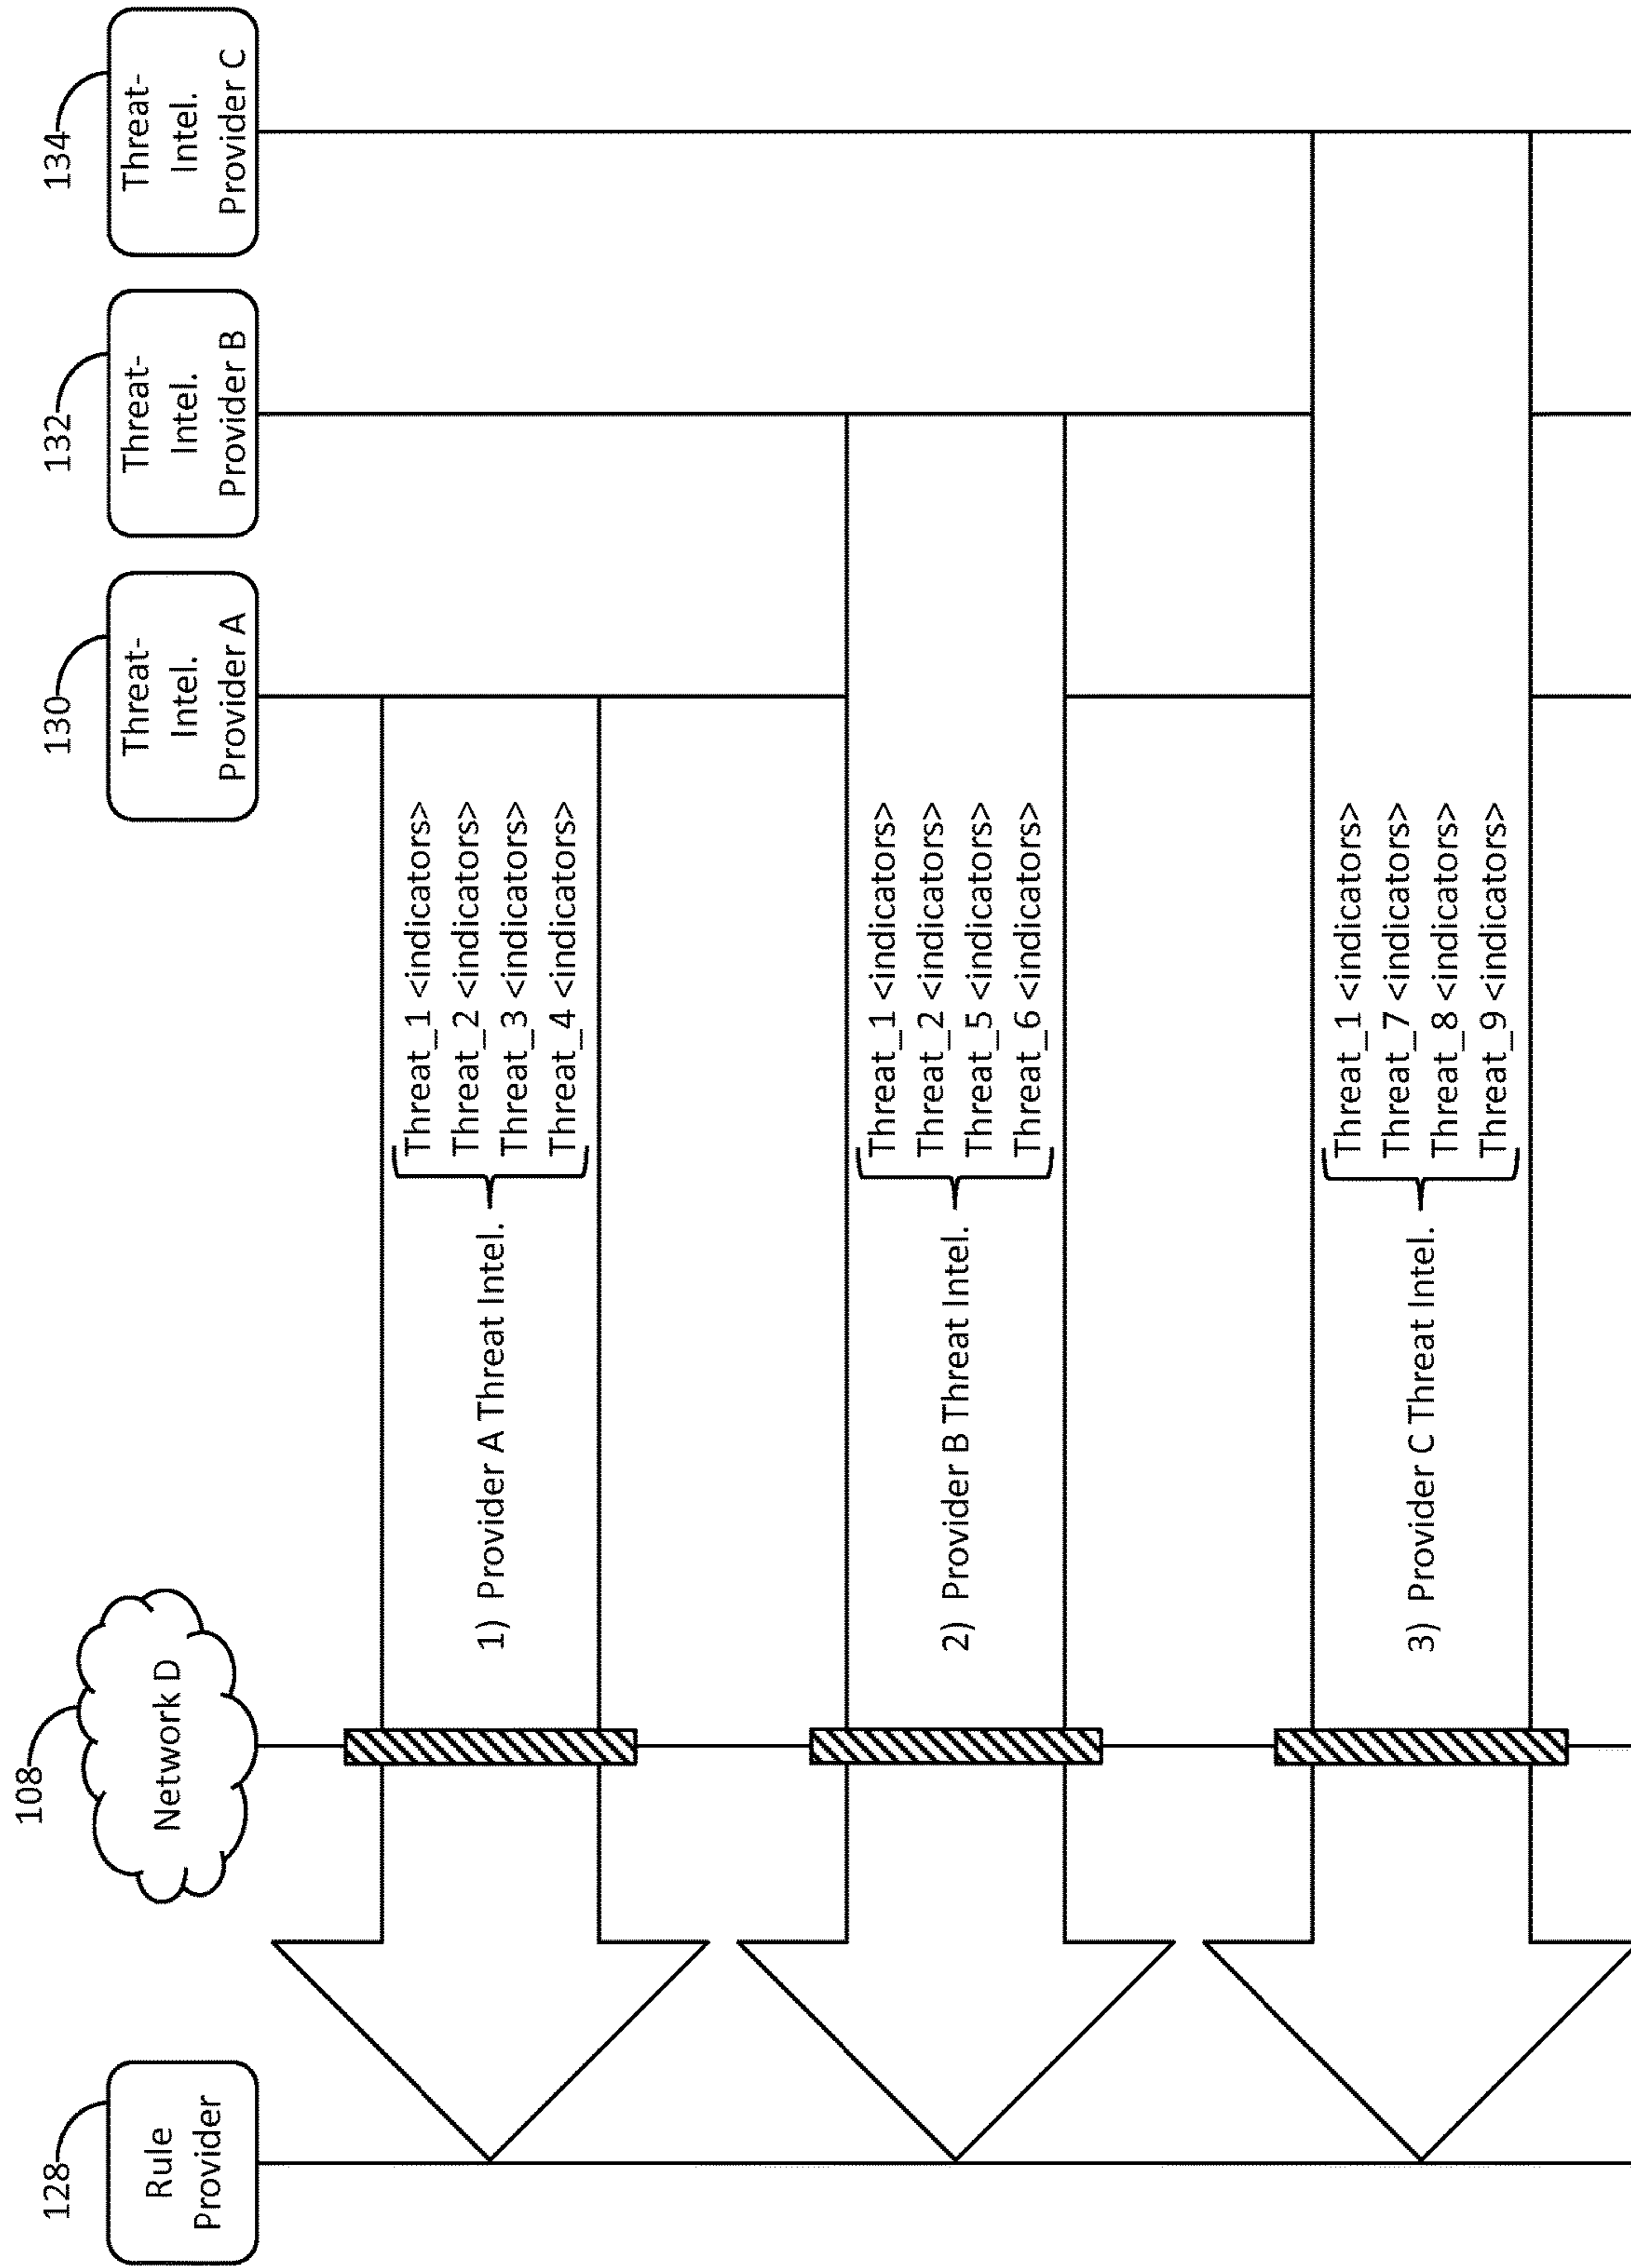 128
Rule
Provider
108
Network D
130
Threat-
Intel.
Provider A
132
Threat-
Intel.
Provider B
134
Threat-
Intel.
Provider C
1) Provider A Threat Intel.
Threat_1 <indicators>
Threat_2 <indicators>
Threat_3 <indicators>
Threat_4 <indicators>
2) Provider B Threat Intel.
Threat_1 <indicators>
Threat_2 <indicators>
Threat_5 <indicators>
Threat_6 <indicators>
3) Provider C Threat Intel.
Threat_1 <indicators>
Threat_7 <indicators>
Threat_8 <indicators>
Threat_9 <indicators>